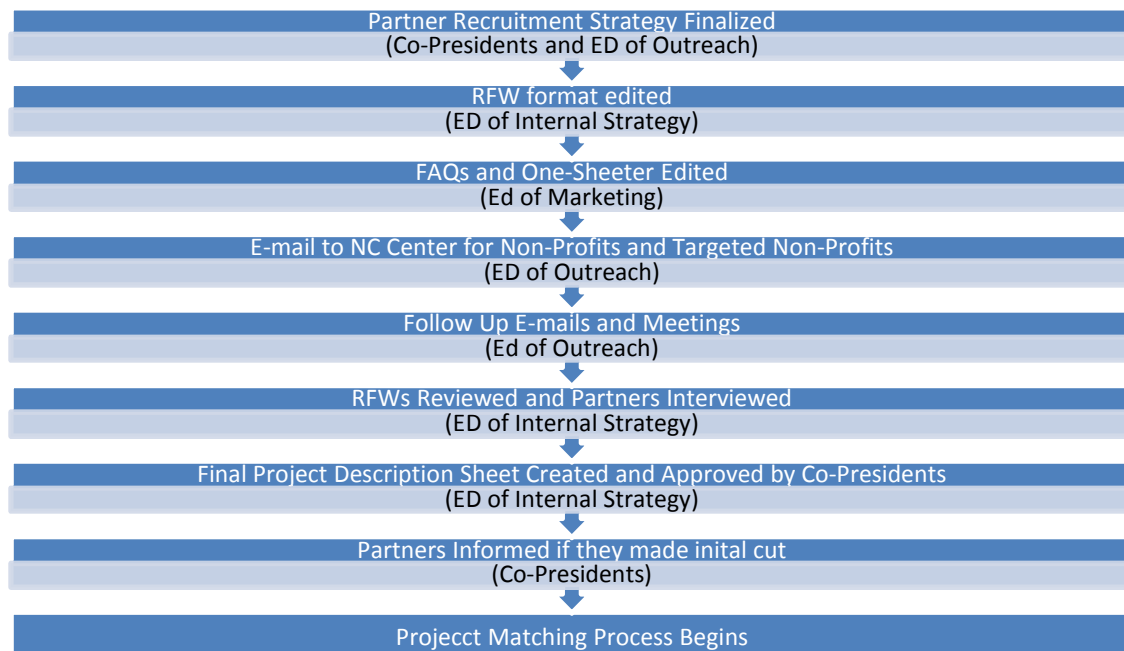 Partner Recruitment Strategy Finalized
(Co-Presidents and ED of Outreach)
RFW format edited
(ED of Internal Strategy)
FAQs and One-Sheeter Edited
(Ed of Marketing)
E-mail to NC Center for Non-Profits and Targeted Non-Profits
(ED of Outreach)
Follow Up E-mails and Meetings
(Ed of Outreach)
RFWs Reviewed and Partners Interviewed
(ED of Internal Strategy)
Final Project Description Sheet Created and Approved by Co-Presidents
(ED of Internal Strategy)
Partners Informed if they made inital cut
(Co-Presidents)
Projecct Matching Process Begins